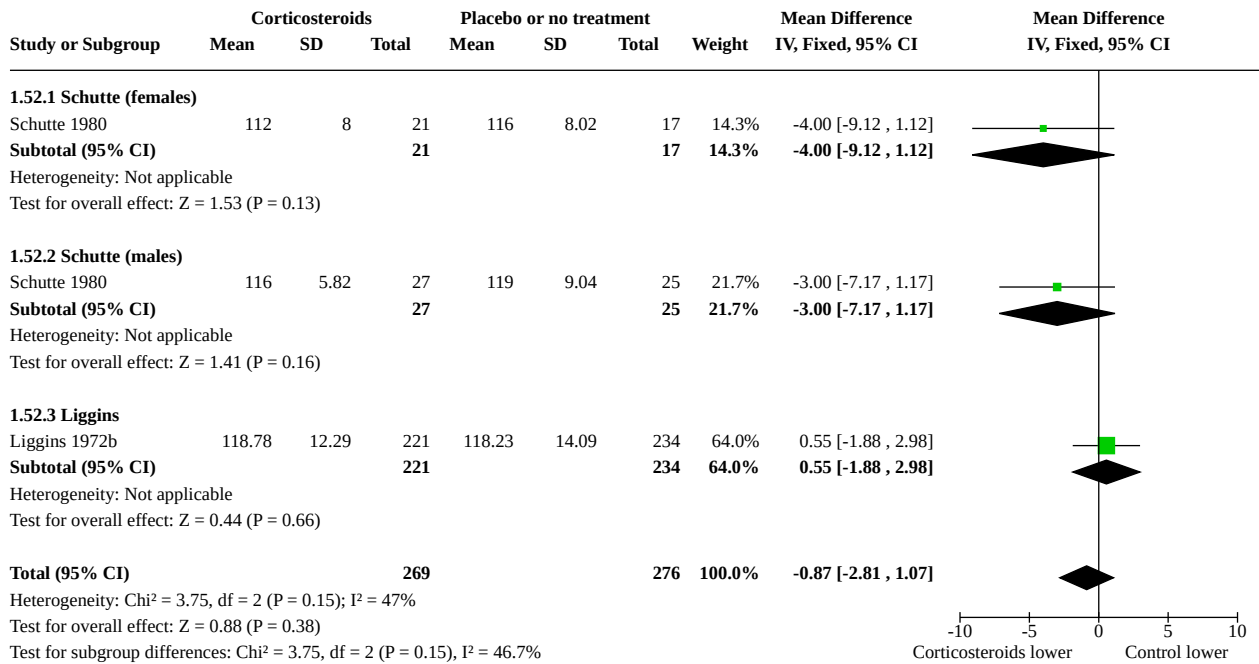 Corticosteroids Placebo or no treatment Mean Difference Mean Difference
Study or Subgroup Mean SD Total Mean SD Total Weight IV, Fixed, 95% CI IV, Fixed, 95% CI
1.52.1 Schutte (females)
Schutte 1980 112 8 21 116 8.02 17 14.3% -4.00 [-9.12 , 1.12]
Subtotal (95% CI) 21 17 14.3% -4.00 [-9.12 , 1.12]
Heterogeneity: Not applicable
Test for overall effect: Z = 1.53 (P = 0.13)
1.52.2 Schutte (males)
Schutte 1980 116 5.82 27 119 9.04 25 21.7% -3.00 [-7.17 , 1.17]
Subtotal (95% CI) 27 25 21.7% -3.00 [-7.17 , 1.17]
Heterogeneity: Not applicable
Test for overall effect: Z = 1.41 (P = 0.16)
1.52.3 Liggins
Liggins 1972b 118.78 12.29 221 118.23 14.09 234 64.0% 0.55 [-1.88 , 2.98]
Subtotal (95% CI) 221 234 64.0% 0.55 [-1.88 , 2.98]
Heterogeneity: Not applicable
Test for overall effect: Z = 0.44 (P = 0.66)
Total (95% CI) 269 276 100.0% -0.87 [-2.81 , 1.07]
Heterogeneity: Chi² = 3.75, df = 2 (P = 0.15); I² = 47%
Test for overall effect: Z = 0.88 (P = 0.38) -10 -5 0 5 10
Test for subgroup differences: Chi² = 3.75, df = 2 (P = 0.15), I² = 46.7% Corticosteroids lower Control lower